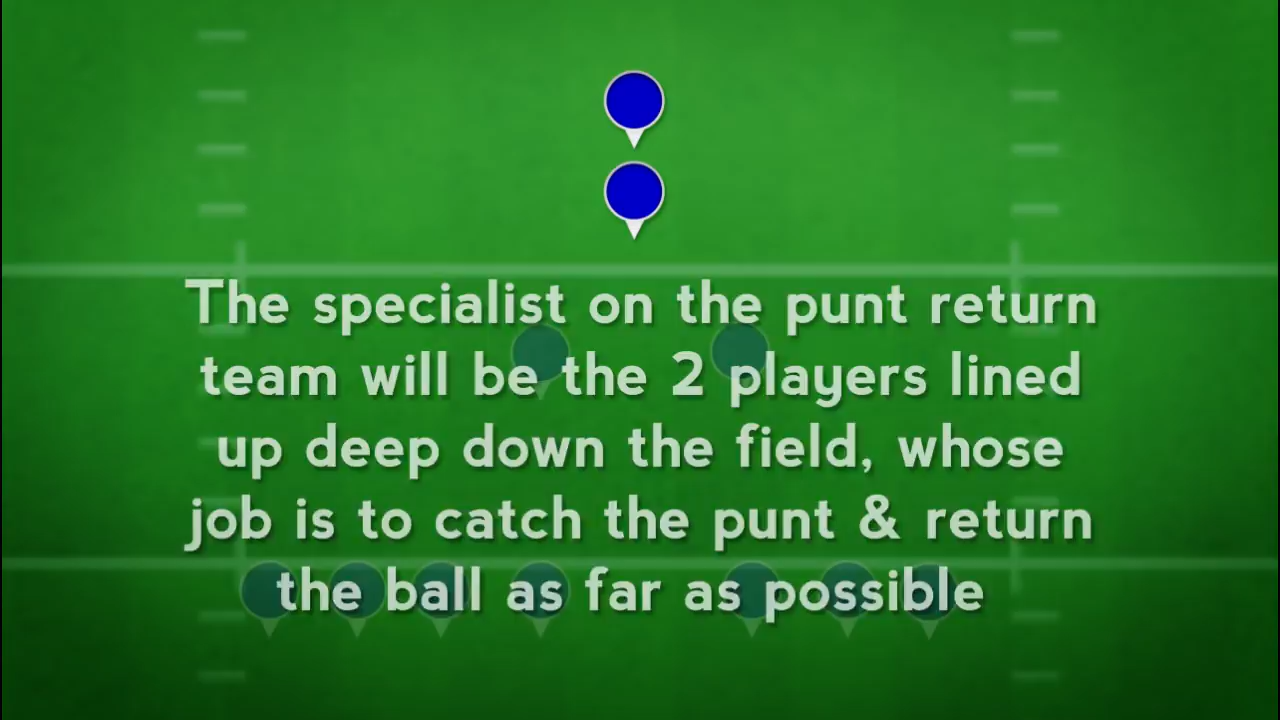 The specialist on the punt return
team will be the 2 players lined
up deep down the field, whose
job is to catch the punt & return
the ball as far as possible